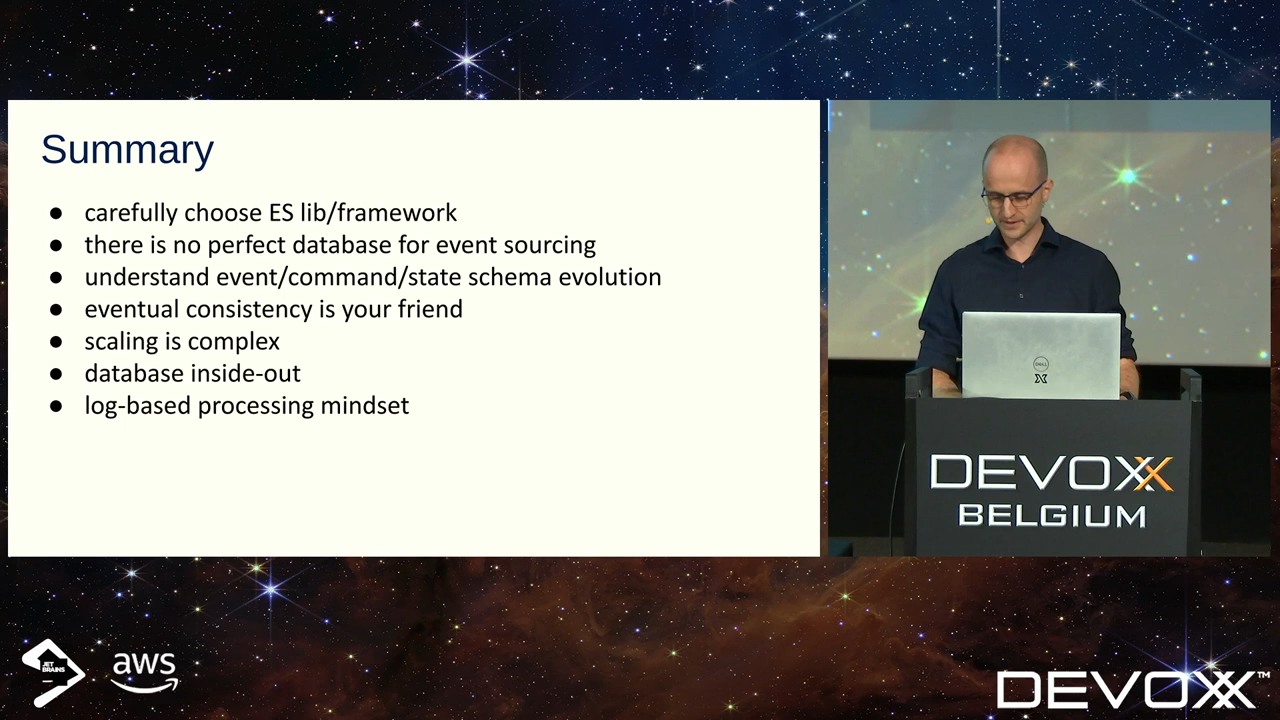 Summary
● carefully choose ES lib/framework
● there is no perfect database for event sourcing
● understand event/command/state schema evolution
● eventual consistency is your friend
● scaling is complex
● database inside-out
● log-based processing mindset
DELL
DEVOXX
BELGIUM
JET
BRAINS
aws
DEVOXX™